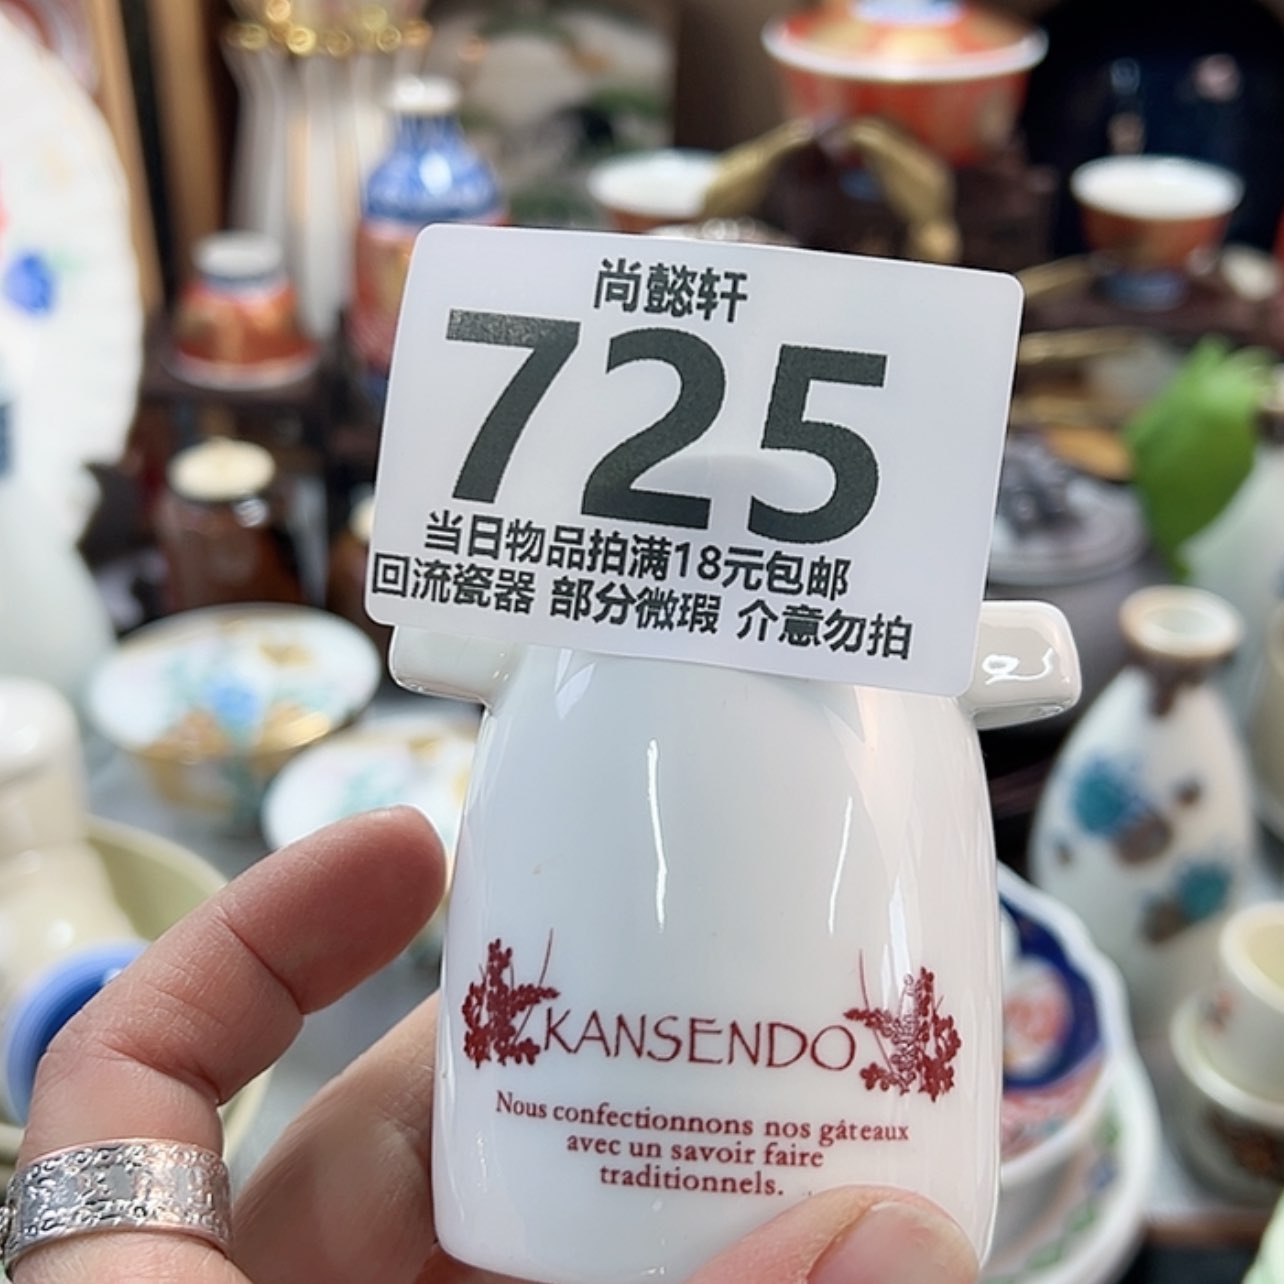 尚懿轩
725
当日物品拍满18元包邮
回流瓷器 部分微瑕 介意勿拍
KANSENDO
Nous confectionnons nos gâteaux
avec un savoir faire
traditionnels.